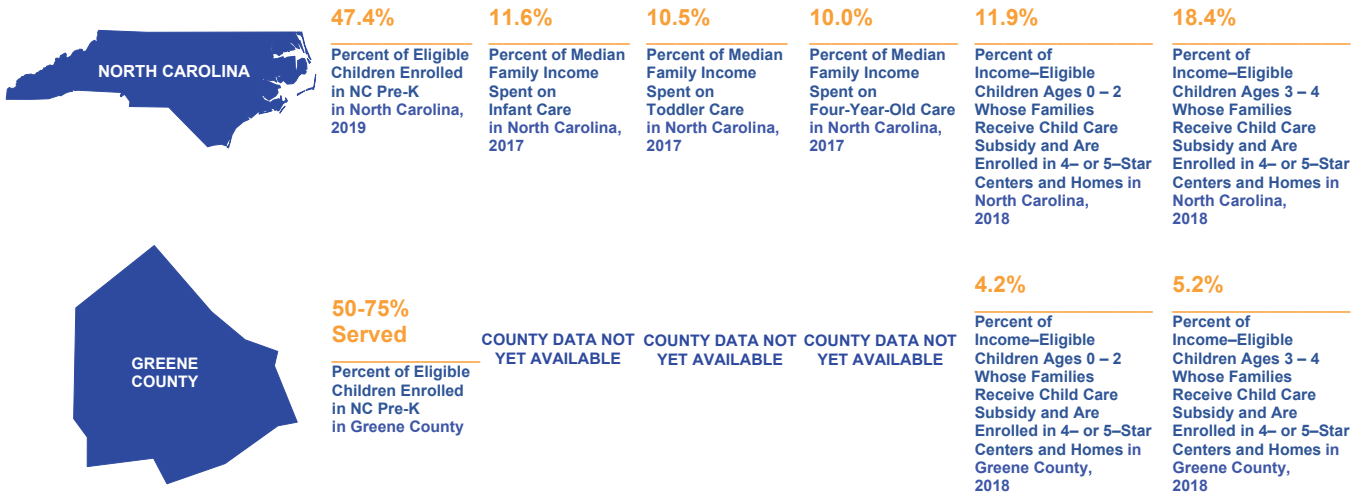 NORTH CAROLINA
47.4%
Percent of Eligible
Children Enrolled
in NC Pre-K
in North Carolina,
2019
11.6%
Percent of Median
Family Income
Spent on
Infant Care
in North Carolina,
2017
10.5%
Percent of Median
Family Income
Spent on
Toddler Care
in North Carolina,
2017
10.0%
Percent of Median
Family Income
Spent on
Four-Year-Old Care
in North Carolina,
2017
11.9%
Percent of
Income–Eligible
Children Ages 0 – 2
Whose Families
Receive Child Care
Subsidy and Are
Enrolled in 4– or 5–Star
Centers and Homes in
North Carolina,
2018
18.4%
Percent of
Income–Eligible
Children Ages 3 – 4
Whose Families
Receive Child Care
Subsidy and Are
Enrolled in 4– or 5–Star
Centers and Homes in
North Carolina,
2018
GREENE
COUNTY
50-75%
Served
Percent of Eligible
Children Enrolled
in NC Pre-K
in Greene County
COUNTY DATA NOT
YET AVAILABLE
COUNTY DATA NOT
YET AVAILABLE
COUNTY DATA NOT
YET AVAILABLE
4.2%
Percent of
Income–Eligible
Children Ages 0 – 2
Whose Families
Receive Child Care
Subsidy and Are
Enrolled in 4– or 5–Star
Centers and Homes in
Greene County,
2018
5.2%
Percent of
Income–Eligible
Children Ages 3 – 4
Whose Families
Receive Child Care
Subsidy and Are
Enrolled in 4– or 5–Star
Centers and Homes in
Greene County,
2018